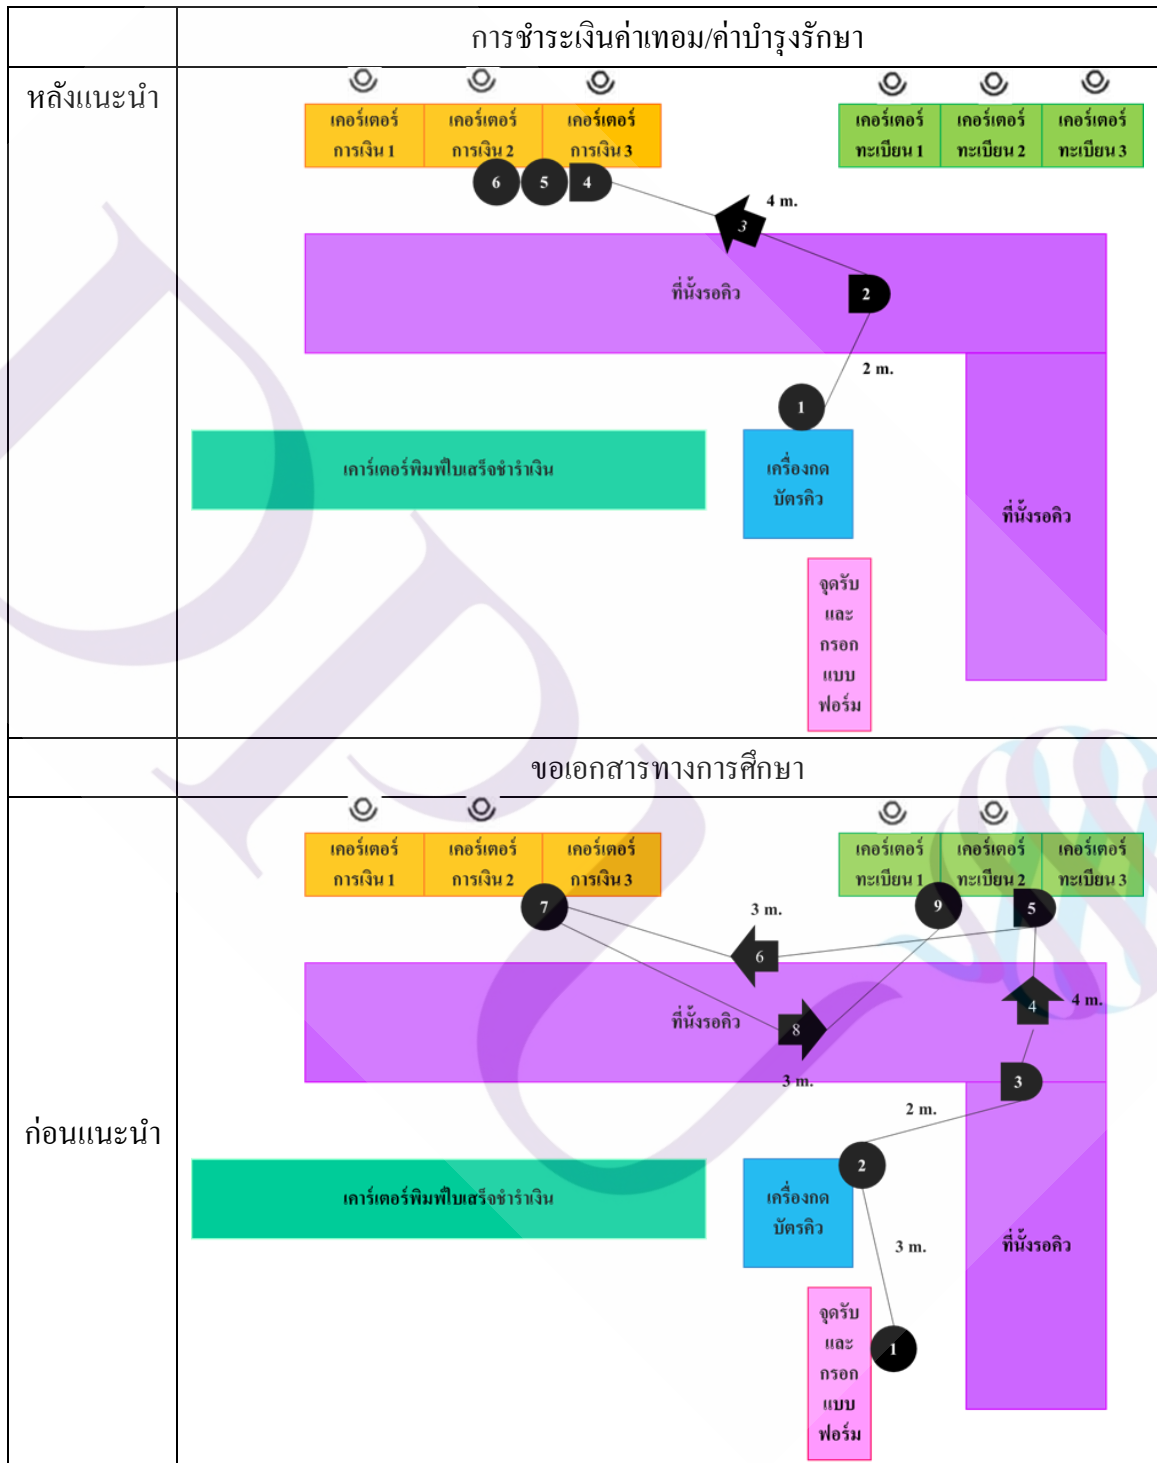 การชำระเงินค่าเทอม/ค่าบำรุงรักษา
หลังแนะนำ
เคอร์เตอร์
การเงิน 1
เคอร์เตอร์
การเงิน 2
เคอร์เตอร์
การเงิน 3
เคอร์เตอร์
ทะเบียน 1
เคอร์เตอร์
ทะเบียน 2
เคอร์เตอร์
ทะเบียน 3
6
5
4
3
4 m.
ที่นั้งรอคิว
2
2 m.
1
เคาร์เตอร์พิมพ์ใบเสร็จชำรำเงิน
เครื่องกด
บัตรคิว
ที่นั้งรอคิว
จุดรับ
และ
กรอก
แบบ
ฟอร์ม
ขอเอกสารทางการศึกษา
ก่อนแนะนำ
เคอร์เตอร์
การเงิน 1
เคอร์เตอร์
การเงิน 2
เคอร์เตอร์
การเงิน 3
เคอร์เตอร์
ทะเบียน 1
เคอร์เตอร์
ทะเบียน 2
เคอร์เตอร์
ทะเบียน 3
7
3 m.
9
5
6
4
4 m.
ที่นั้งรอคิว
8
3 m.
3
2 m.
2
เคาร์เตอร์พิมพ์ใบเสร็จชำรำเงิน
เครื่องกด
บัตรคิว
3 m.
ที่นั้งรอคิว
จุดรับ
และ
กรอก
แบบ
ฟอร์ม
1
DPU